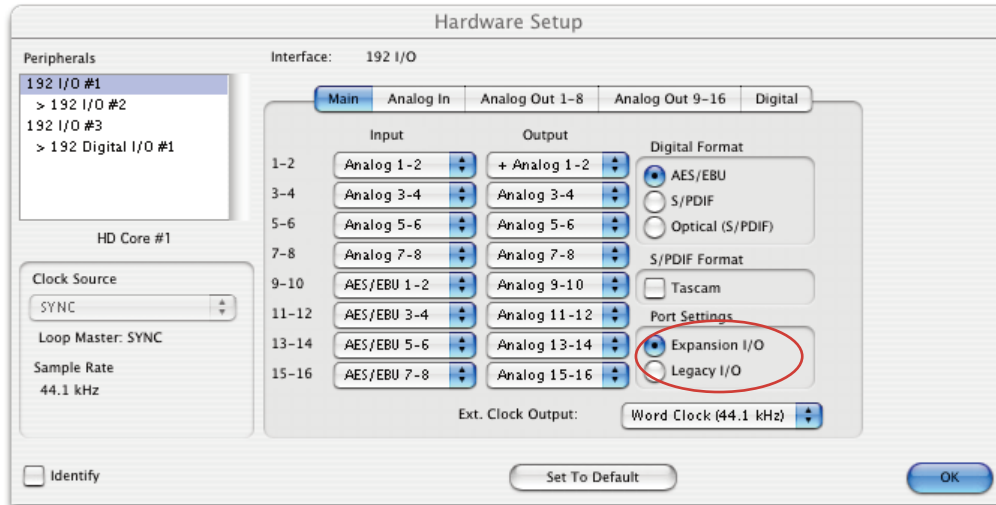 Hardware Setup
Peripherals
192 I/O #1
> 192 I/O #2
192 I/O #3
> 192 Digital I/O #1
HD Core #1
Clock Source
SYNC
Loop Master: SYNC
Sample Rate
44.1 kHz
Identify
Interface: 192 I/O
Main Analog In Analog Out 1-8 Analog Out 9-16 Digital
Input Output
1-2 Analog 1-2 + Analog 1-2
3-4 Analog 3-4 Analog 3-4
5-6 Analog 5-6 Analog 5-6
7-8 Analog 7-8 Analog 7-8
9-10 AES/EBU 1-2 Analog 9-10
11-12 AES/EBU 3-4 Analog 11-12
13-14 AES/EBU 5-6 Analog 13-14
15-16 AES/EBU 7-8 Analog 15-16
Digital Format
AES/EBU
S/PDIF
Optical (S/PDIF)
S/PDIF Format
Tascam
Port Settings
Expansion I/O
Legacy I/O
Ext. Clock Output: Word Clock (44.1 kHz)
Set To Default
OK